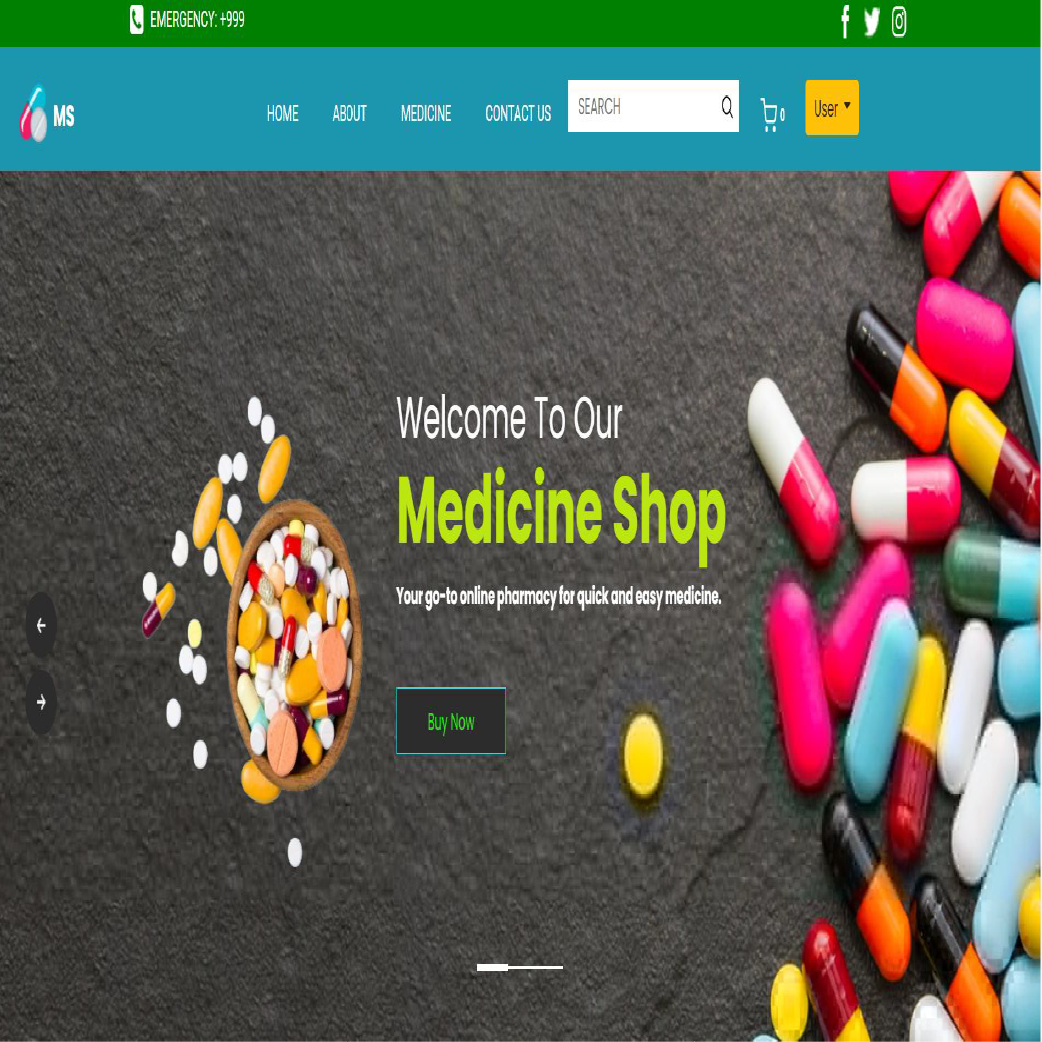 EMERGENCY: +999
MS
HOME ABOUT MEDICINE CONTACT US SEARCH 0 User
Welcome To Our
Medicine Shop
Your go-to online pharmacy for quick and easy medicine.
Buy Now